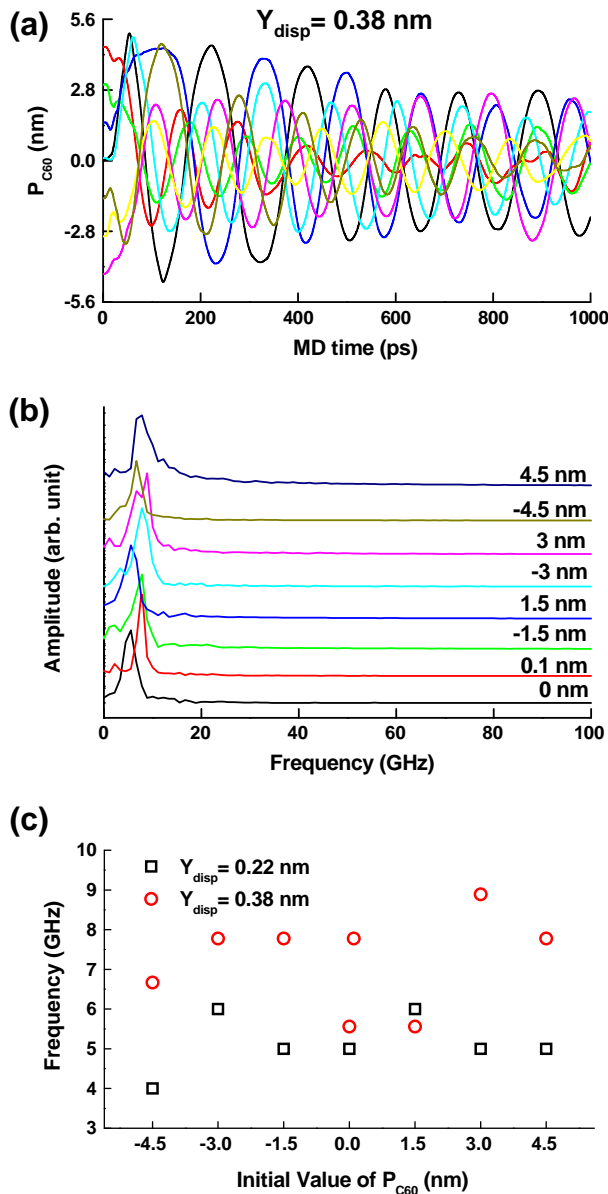 (a)
Y_disp = 0.38 nm
5.6
2.8
0.0
-2.8
-5.6
P_C60 (nm)
0 200 400 600 800 1000
MD time (ps)
(b)
Amplitude (arb. unit)
4.5 nm
-4.5 nm
3 nm
-3 nm
1.5 nm
-1.5 nm
0.1 nm
0 nm
0 20 40 60 80 100
Frequency (GHz)
(c)
10
9
8
7
6
5
4
3
Frequency (GHz)
Y_disp = 0.22 nm
Y_disp = 0.38 nm
-4.5 -3.0 -1.5 0.0 1.5 3.0 4.5
Initial Value of P_C60 (nm)